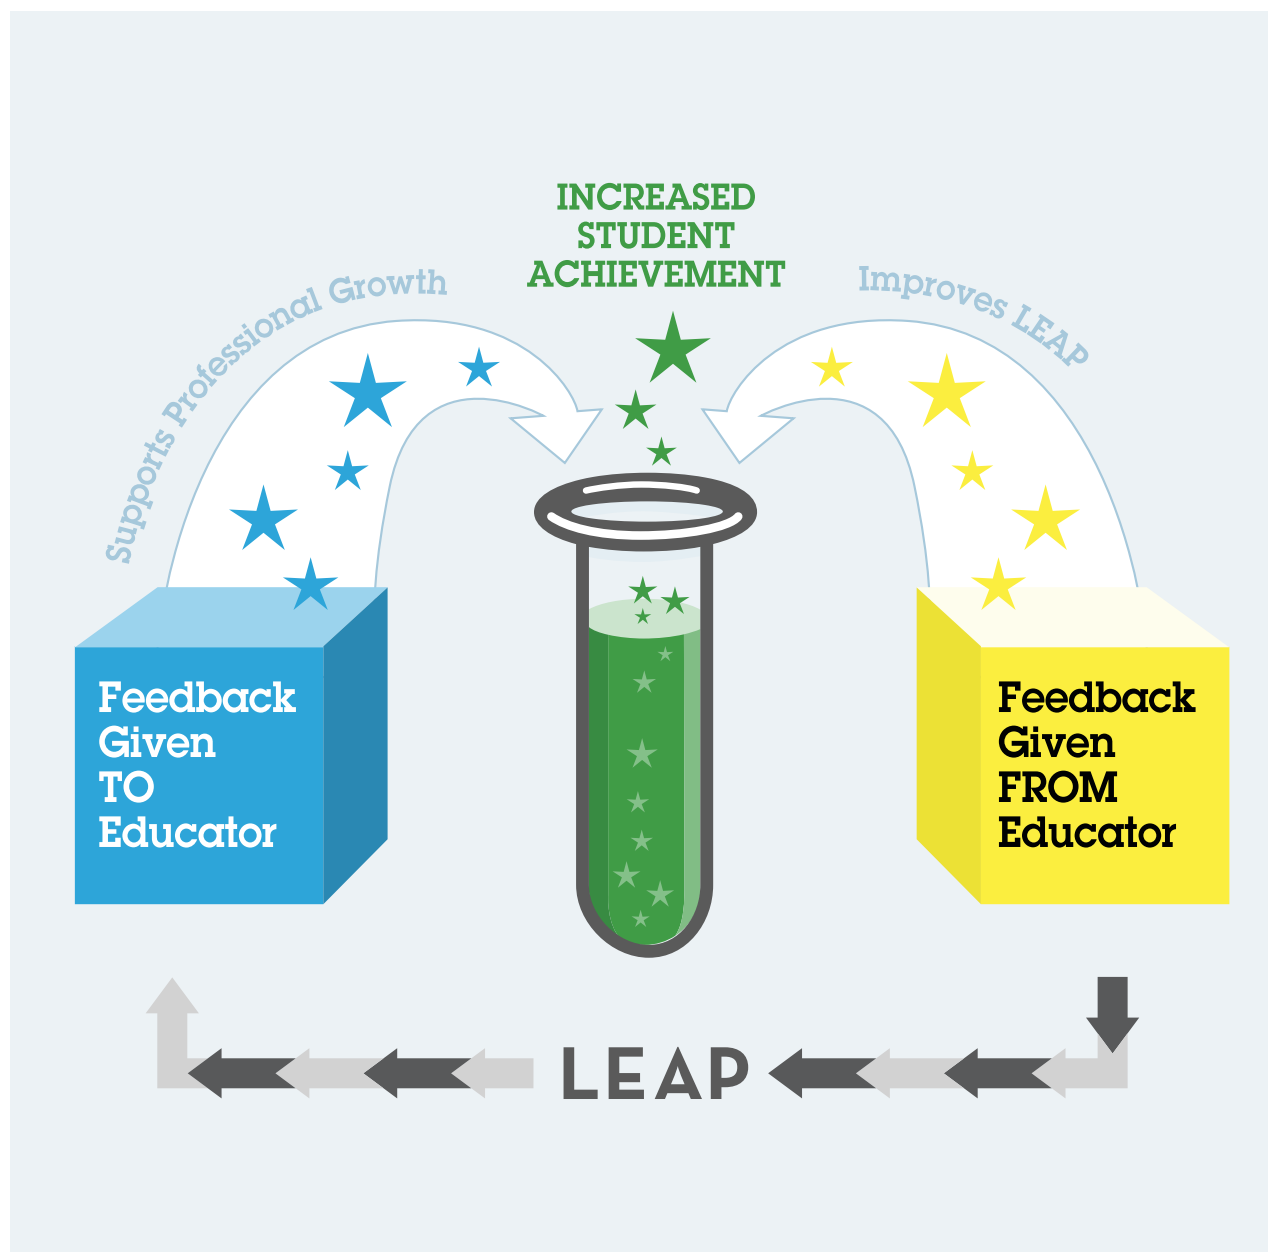 INCREASED
STUDENT
ACHIEVEMENT
Supports Professional Growth
Improves LEAP
Feedback
Given
TO
Educator
Feedback
Given
FROM
Educator
LEAP